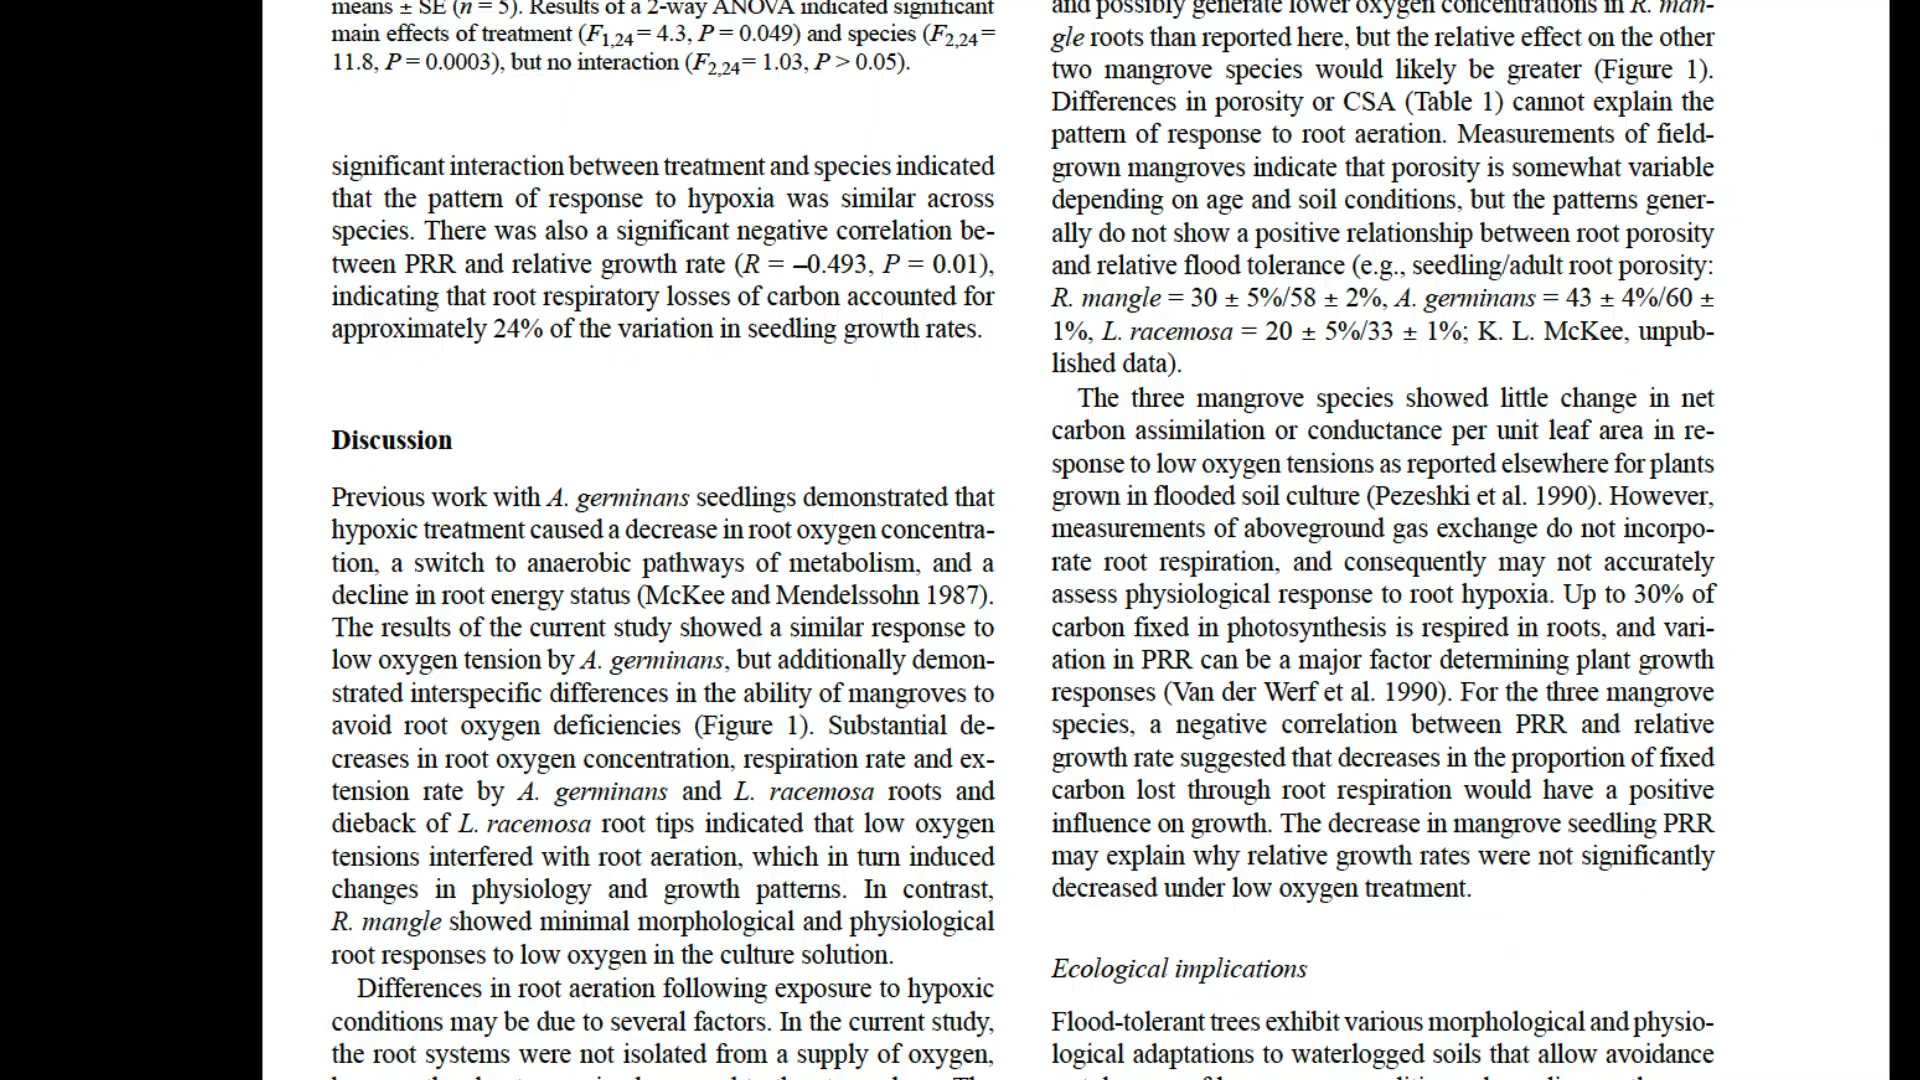 means ± SE (n = 5). Results of a 2-way ANOVA indicated significant
main effects of treatment (F1,24 = 4.3, P = 0.049) and species (F2,24 =
11.8, P = 0.0003), but no interaction (F2,24 = 1.03, P > 0.05).
significant interaction between treatment and species indicated
that the pattern of response to hypoxia was similar across
species. There was also a significant negative correlation be-
tween PRR and relative growth rate (R = –0.493, P = 0.01),
indicating that root respiratory losses of carbon accounted for
approximately 24% of the variation in seedling growth rates.
Discussion
Previous work with A. germinans seedlings demonstrated that
hypoxic treatment caused a decrease in root oxygen concentra-
tion, a switch to anaerobic pathways of metabolism, and a
decline in root energy status (McKee and Mendelssohn 1987).
The results of the current study showed a similar response to
low oxygen tension by A. germinans, but additionally demon-
strated interspecific differences in the ability of mangroves to
avoid root oxygen deficiencies (Figure 1). Substantial de-
creases in root oxygen concentration, respiration rate and ex-
tension rate by A. germinans and L. racemosa roots and
dieback of L. racemosa root tips indicated that low oxygen
tensions interfered with root aeration, which in turn induced
changes in physiology and growth patterns. In contrast,
R. mangle showed minimal morphological and physiological
root responses to low oxygen in the culture solution.
Differences in root aeration following exposure to hypoxic
conditions may be due to several factors. In the current study,
the root systems were not isolated from a supply of oxygen,
and possibly generate lower oxygen concentrations in R. man-
gle roots than reported here, but the relative effect on the other
two mangrove species would likely be greater (Figure 1).
Differences in porosity or CSA (Table 1) cannot explain the
pattern of response to root aeration. Measurements of field-
grown mangroves indicate that porosity is somewhat variable
depending on age and soil conditions, but the patterns gener-
ally do not show a positive relationship between root porosity
and relative flood tolerance (e.g., seedling/adult root porosity:
R. mangle = 30 ± 5%/58 ± 2%, A. germinans = 43 ± 4%/60 ±
1%, L. racemosa = 20 ± 5%/33 ± 1%; K. L. McKee, unpub-
lished data).
The three mangrove species showed little change in net
carbon assimilation or conductance per unit leaf area in re-
sponse to low oxygen tensions as reported elsewhere for plants
grown in flooded soil culture (Pezeshki et al. 1990). However,
measurements of aboveground gas exchange do not incorpo-
rate root respiration, and consequently may not accurately
assess physiological response to root hypoxia. Up to 30% of
carbon fixed in photosynthesis is respired in roots, and vari-
ation in PRR can be a major factor determining plant growth
responses (Van der Werf et al. 1990). For the three mangrove
species, a negative correlation between PRR and relative
growth rate suggested that decreases in the proportion of fixed
carbon lost through root respiration would have a positive
influence on growth. The decrease in mangrove seedling PRR
may explain why relative growth rates were not significantly
decreased under low oxygen treatment.
Ecological implications
Flood-tolerant trees exhibit various morphological and physio-
logical adaptations to waterlogged soils that allow avoidance